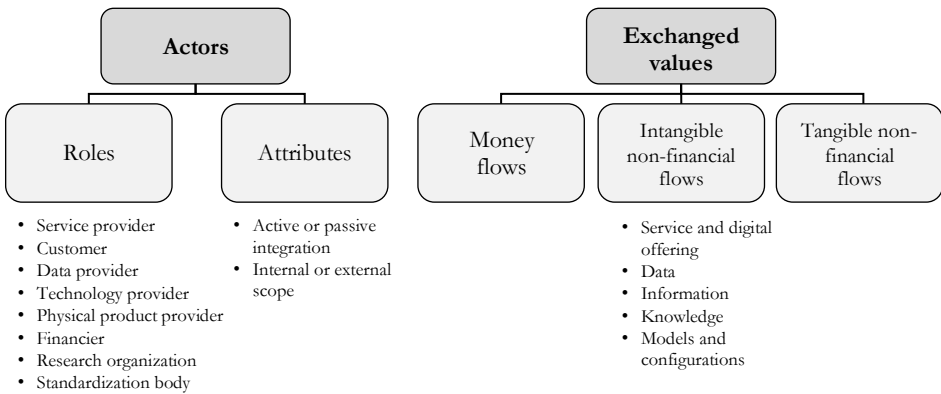 Actors
Roles
• Service provider
• Customer
• Data provider
• Technology provider
• Physical product provider
• Financier
• Research organization
• Standardization body
Attributes
• Active or passive
integration
• Internal or external
scope
Exchanged
values
Money
flows
Intangible
non-financial
flows
• Service and digital
offering
• Data
• Information
• Knowledge
• Models and
configurations
Tangible non-
financial
flows